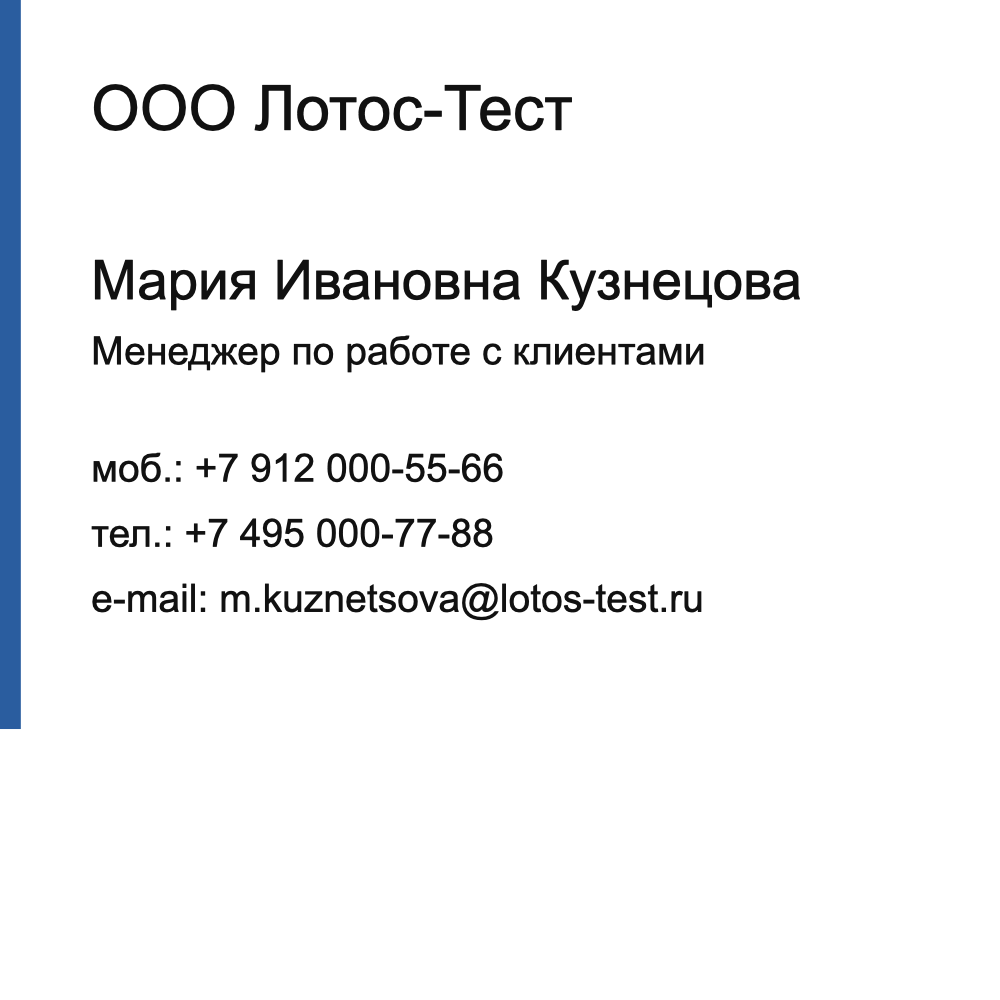 ООО Лотос-Тест
Мария Ивановна Кузнецова
Менеджер по работе с клиентами
моб.: +7 912 000-55-66
тел.: +7 495 000-77-88
e-mail: m.kuznetsova@lotos-test.ru